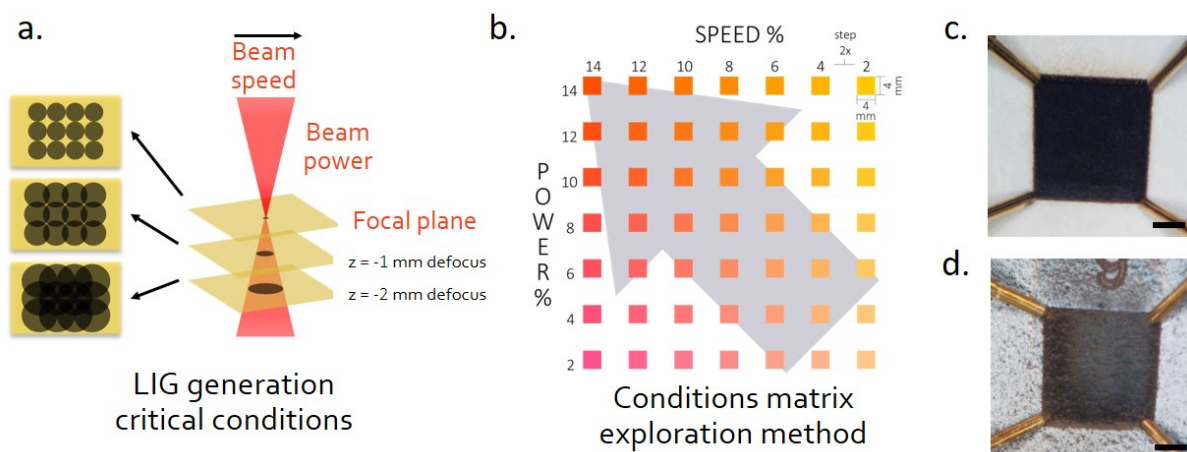 a.
Beam
speed
Beam
power
Focal plane
z = -1 mm defocus
z = -2 mm defocus
LIG generation
critical conditions
b.
SPEED %
step
2x
14 12 10 8 6 4 2
4 mm
4
mm
14
12
10
8
6
4
2
POWER%
Conditions matrix
exploration method
c.
d.